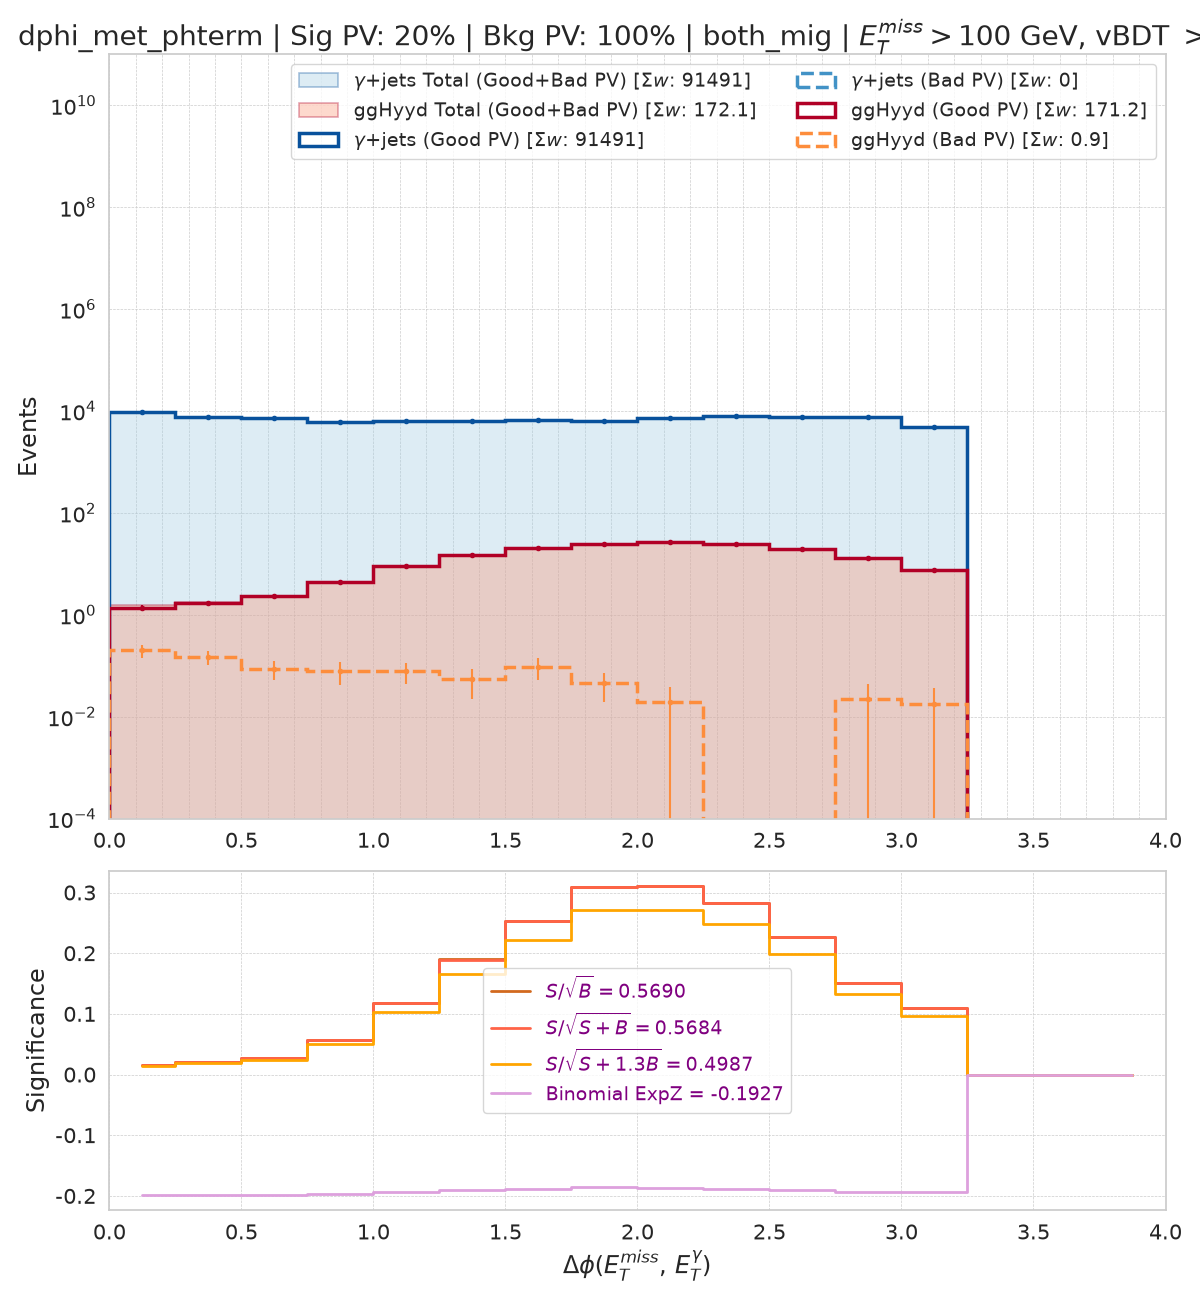 dphi_met_phterm | Sig PV: 20% | Bkg PV: 100% | both_mig | $E_T^{miss} > 100$ GeV, vBDT >
γ+jets Total (Good+Bad PV) [Σw: 91491]
ggHyyd Total (Good+Bad PV) [Σw: 172.1]
γ+jets (Good PV) [Σw: 91491]
γ+jets (Bad PV) [Σw: 0]
ggHyyd (Good PV) [Σw: 171.2]
ggHyyd (Bad PV) [Σw: 0.9]
Events
$10^{10}$
$10^{8}$
$10^{6}$
$10^{4}$
$10^{2}$
$10^{0}$
$10^{-2}$
$10^{-4}$
0.0 0.5 1.0 1.5 2.0 2.5 3.0 3.5 4.0
Significance
0.3
0.2
0.1
0.0
-0.1
-0.2
$S/\sqrt{B} = 0.5690$
$S/\sqrt{S+B} = 0.5684$
$S/\sqrt{S+1.3B} = 0.4987$
Binomial ExpZ = -0.1927
0.0 0.5 1.0 1.5 2.0 2.5 3.0 3.5 4.0
$\Delta\phi(E_T^{miss}, E_T^{\gamma})$